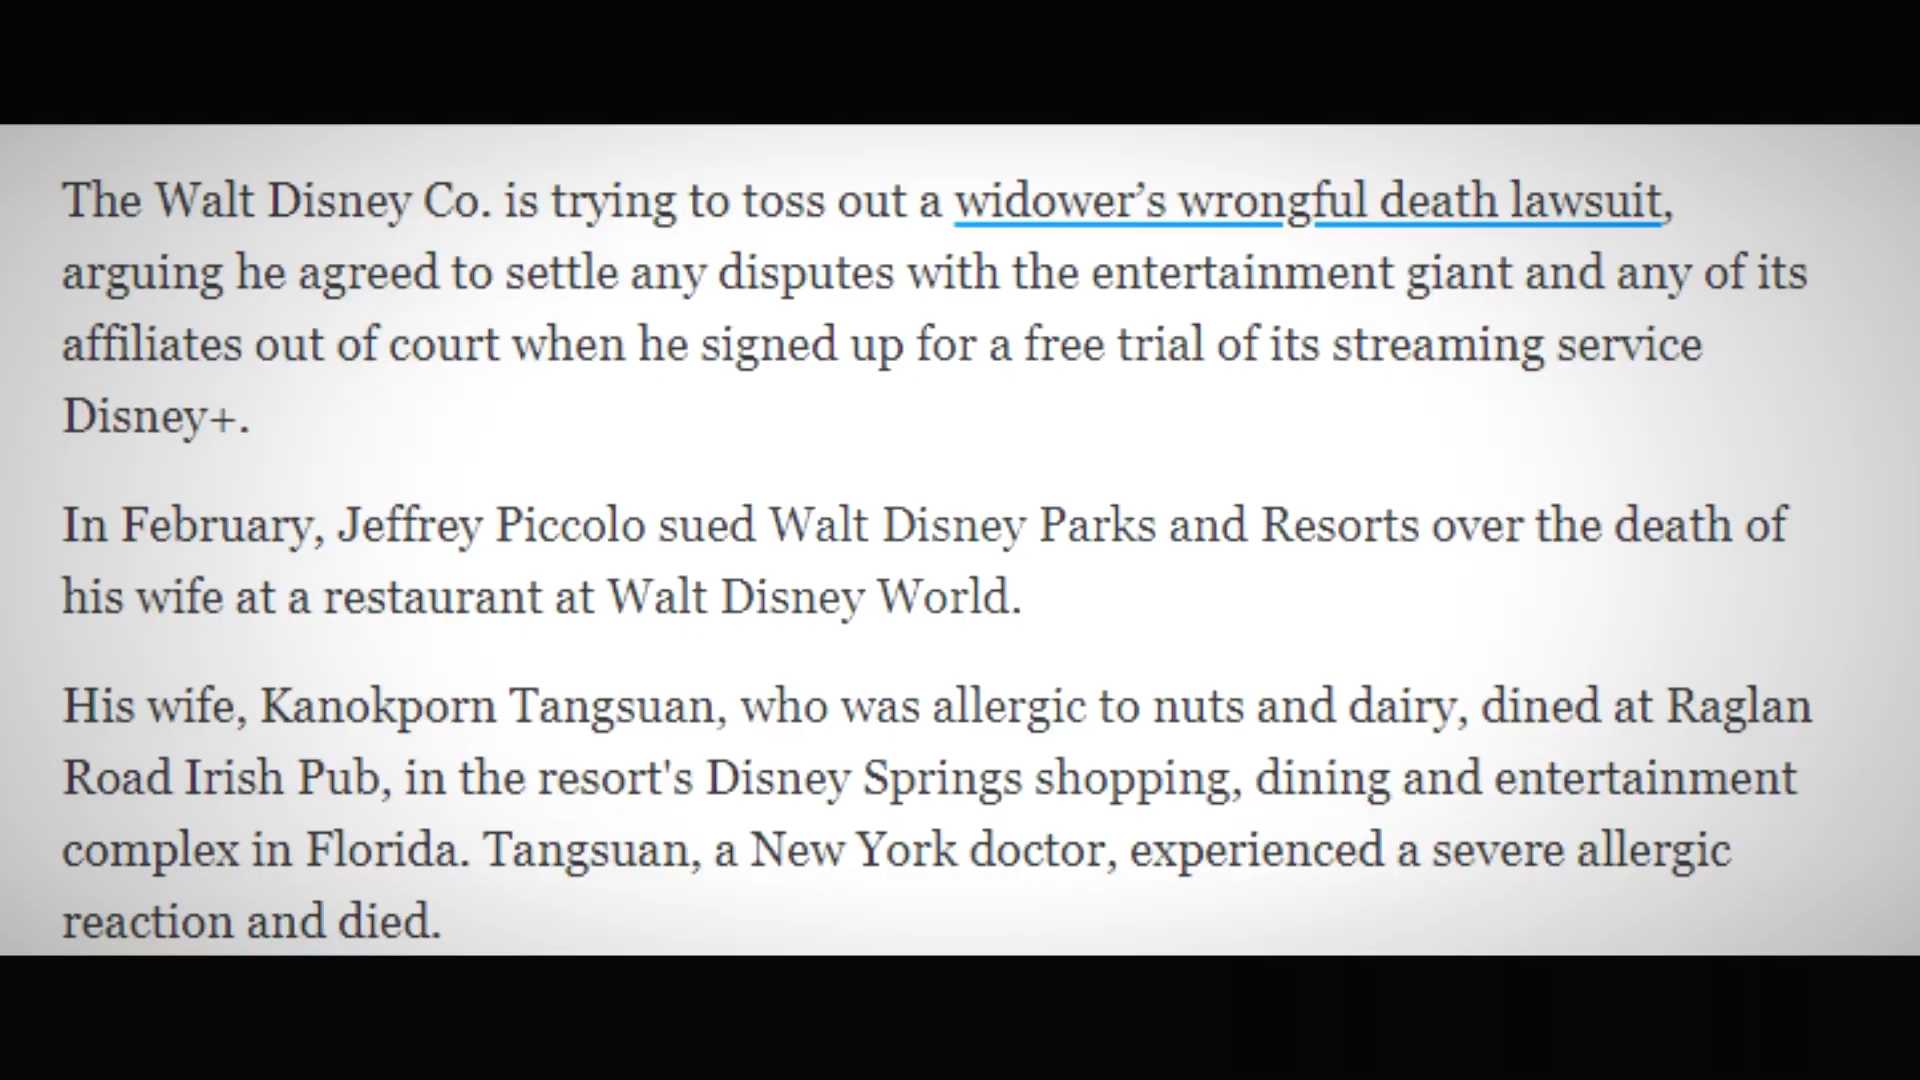 The Walt Disney Co. is trying to toss out a widower’s wrongful death lawsuit,
arguing he agreed to settle any disputes with the entertainment giant and any of its
affiliates out of court when he signed up for a free trial of its streaming service
Disney+.
In February, Jeffrey Piccolo sued Walt Disney Parks and Resorts over the death of
his wife at a restaurant at Walt Disney World.
His wife, Kanokporn Tangsuan, who was allergic to nuts and dairy, dined at Raglan
Road Irish Pub, in the resort's Disney Springs shopping, dining and entertainment
complex in Florida. Tangsuan, a New York doctor, experienced a severe allergic
reaction and died.